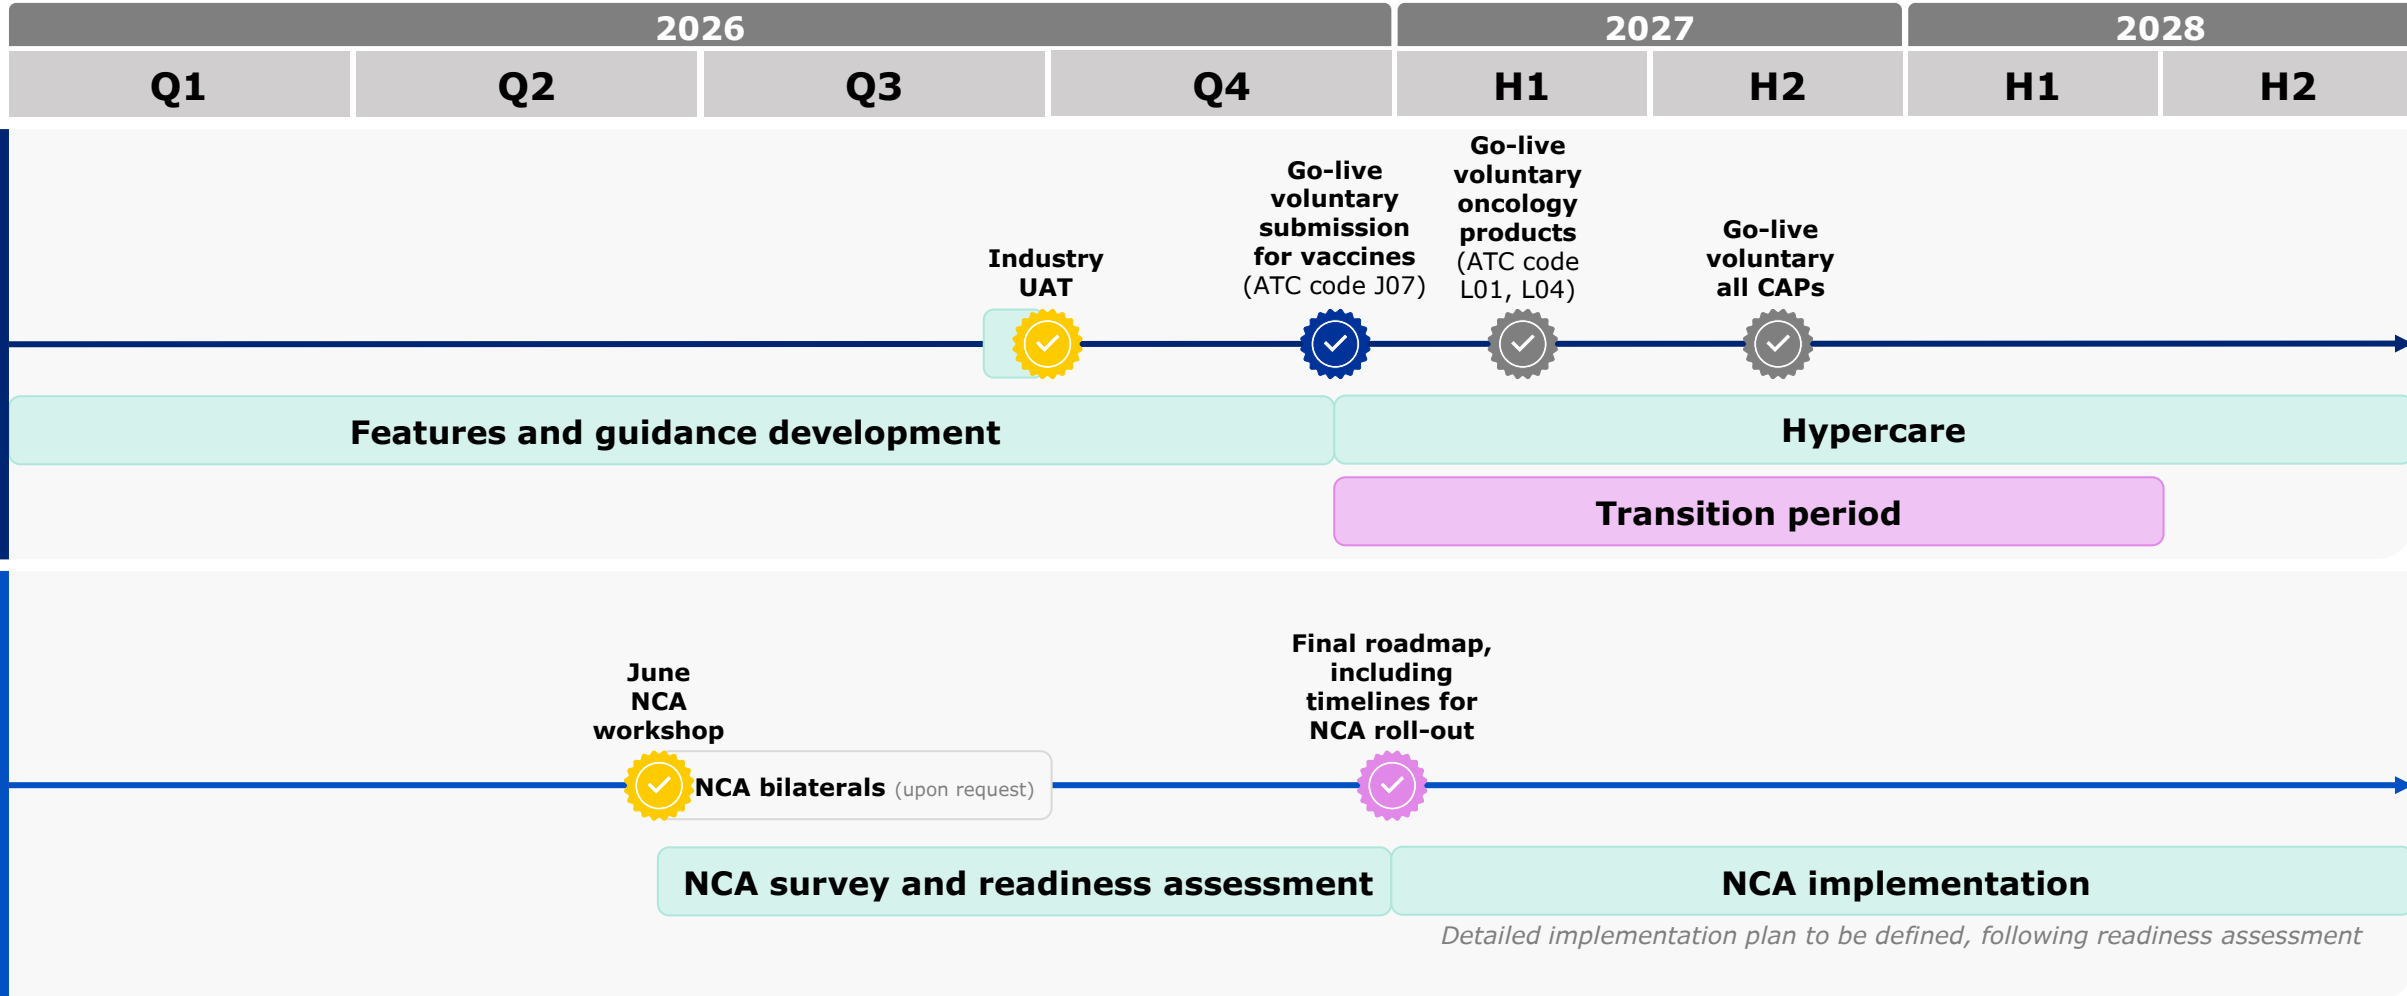 2026
2027
2028
Q1
Q2
Q3
Q4
H1
H2
H1
H2
Industry
UAT
Go-live
voluntary
submission
for vaccines
(ATC code J07)
Go-live
voluntary
oncology
products
(ATC code
L01, L04)
Go-live
voluntary
all CAPs
Features and guidance development
Hypercare
Transition period
June
NCA
workshop
NCA bilaterals (upon request)
Final roadmap,
including
timelines for
NCA roll-out
NCA survey and readiness assessment
NCA implementation
Detailed implementation plan to be defined, following readiness assessment